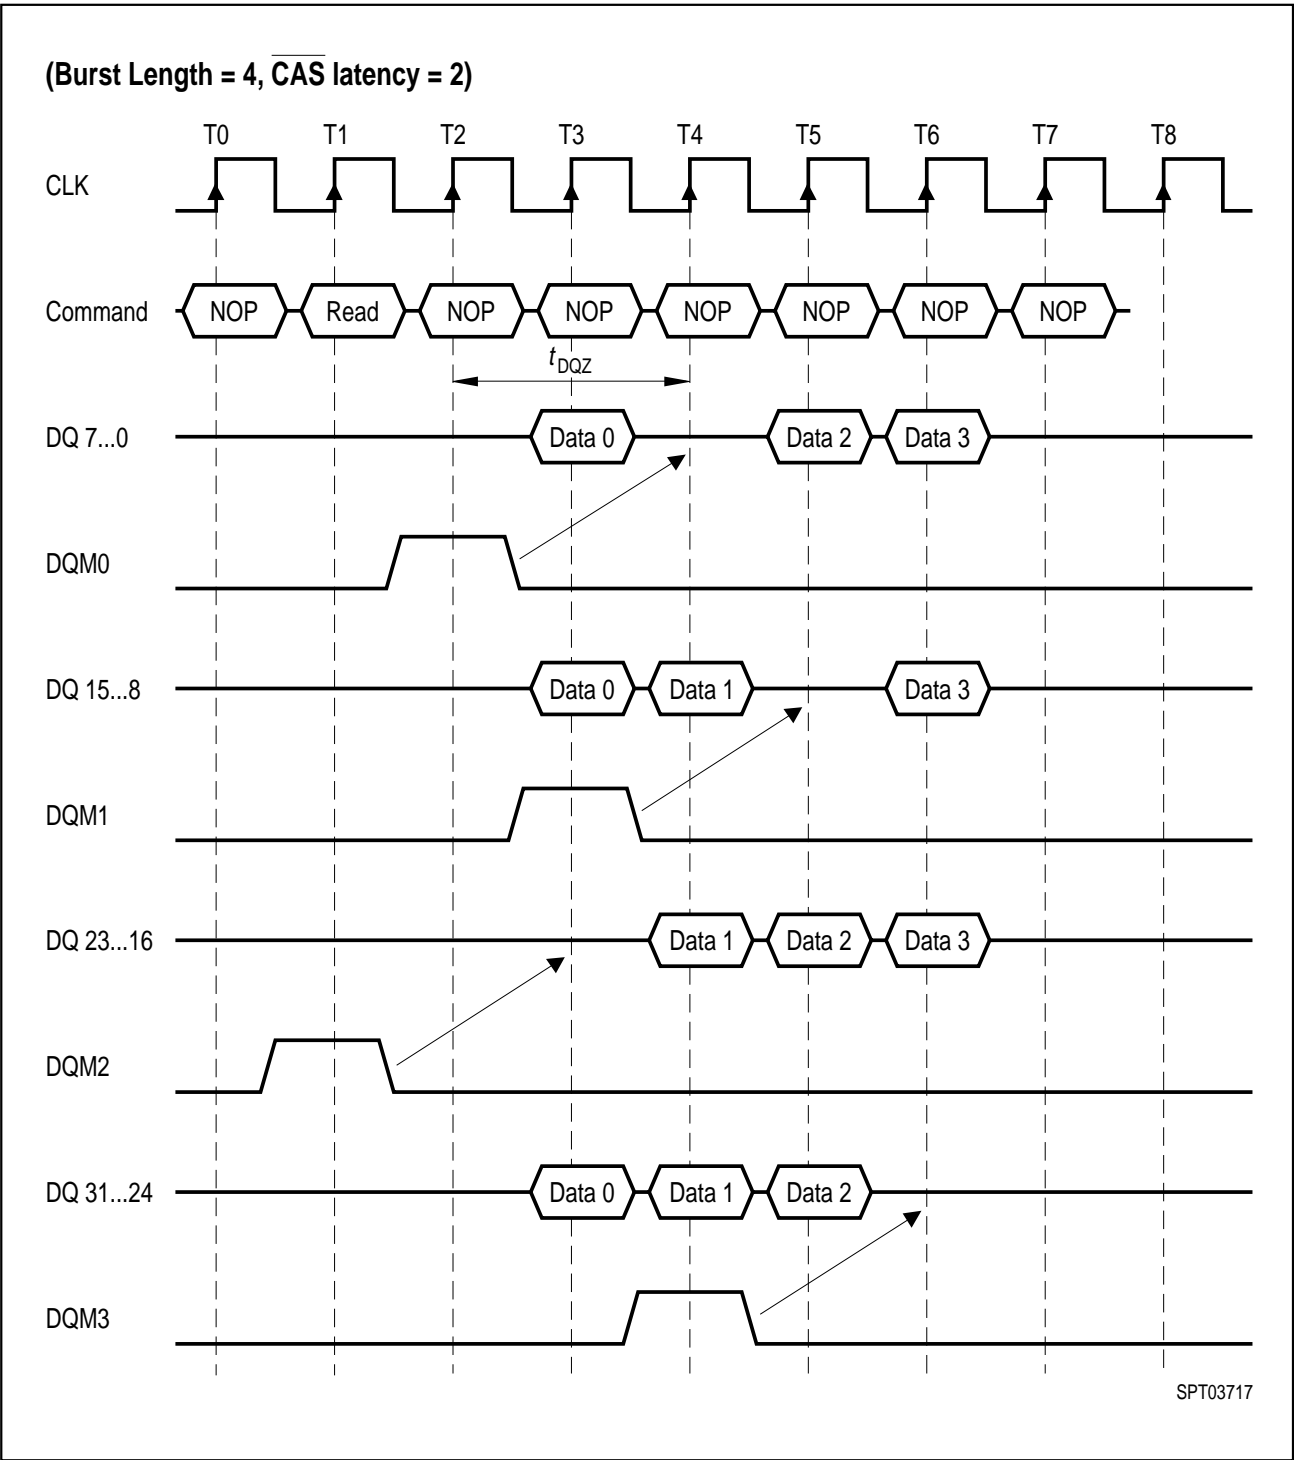 (Burst Length = 4, CAS latency = 2)
T0 T1 T2 T3 T4 T5 T6 T7 T8
CLK
Command NOP Read NOP NOP NOP NOP NOP NOP
tDQZ
DQ 7...0 Data 0 Data 2 Data 3
DQM0
DQ 15...8 Data 0 Data 1 Data 3
DQM1
DQ 23...16 Data 1 Data 2 Data 3
DQM2
DQ 31...24 Data 0 Data 1 Data 2
DQM3
SPT03717